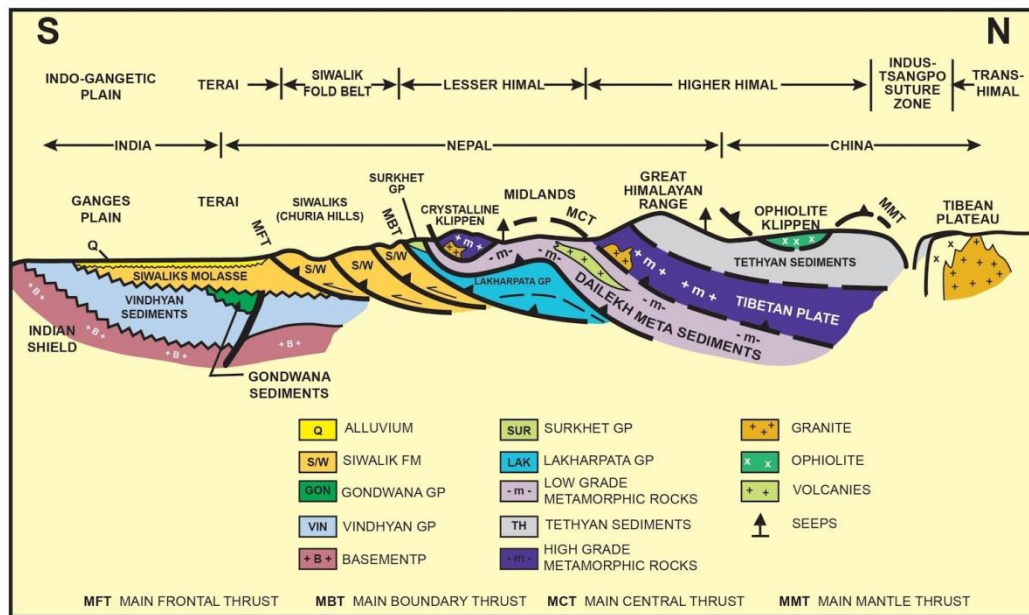 S
N
INDO-GANGETIC
PLAIN
TERAI
SIWALIK
FOLD BELT
LESSER HIMAL
HIGHER HIMAL
INDUS-
TSANGPO
SUTURE
ZONE
TRANS-
HIMAL
INDIA
NEPAL
CHINA
GANGES
PLAIN
TERAI
MFT
SIWALIKS
(CHURIA HILLS)
MBT
SURKHET
GP
CRYSTALLINE
KLIPPEN
MIDLANDS
MCT
GREAT
HIMALAYAN
RANGE
OPHIOLITE
KLIPPEN
MMT
TIBEAN
PLATEAU
Q
SIWALIKS MOLASSE
S/W
S/W
S/W
+ m +
- m -
- m -
x x x
VINDHYAN
SEDIMENTS
LAKHARPATA GP
- m -
+ m +
TETHYAN SEDIMENTS
TIBETAN PLATE
+ m +
DAILEKH META SEDIMENTS
- m -
+ B +
+ B +
+ B +
INDIAN
SHIELD
GONDWANA
SEDIMENTS
Q ALLUVIUM
S/W SIWALIK FM
GON GONDWANA GP
VIN VINDHYAN GP
+ B + BASEMENTP
SUR SURKHET GP
LAK LAKHARPATA GP
- m - LOW GRADE
METAMORPHIC ROCKS
TH TETHYAN SEDIMENTS
- m - HIGH GRADE
METAMORPHIC ROCKS
GRANITE
x x OPHIOLITE
+ + VOLCANIES
SEEPS
MFT MAIN FRONTAL THRUST MBT MAIN BOUNDARY THRUST MCT MAIN CENTRAL THRUST MMT MAIN MANTLE THRUST